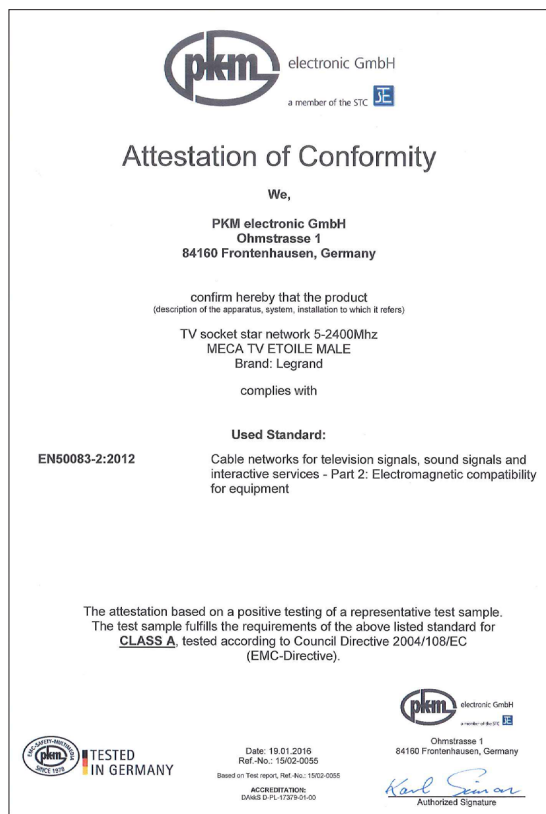 pkm electronic GmbH
a member of the STC
Attestation of Conformity
We,
PKM electronic GmbH
Ohmstrasse 1
84160 Frontenhausen, Germany
confirm hereby that the product
(description of the apparatus, system, installation to which it refers)
TV socket star network 5-2400Mhz
MECA TV ETOILE MALE
Brand: Legrand
complies with
Used Standard:
EN50083-2:2012 Cable networks for television signals, sound signals and
interactive services - Part 2: Electromagnetic compatibility
for equipment
The attestation based on a positive testing of a representative test sample.
The test sample fulfills the requirements of the above listed standard for
CLASS A, tested according to Council Directive 2004/108/EC
(EMC-Directive).
EMC-SAFETY-MULTIMEDIA
pkm
SINCE 1978
TESTED
IN GERMANY
Date: 19.01.2016
Ref.-No.: 15/02-0055
Based on Test report, Ref.-No.: 15/02-0055
ACCREDITATION:
DAkkS D-PL-17379-01-00
pkm electronic GmbH
a member of the STC
Ohmstrasse 1
84160 Frontenhausen, Germany
Authorized Signature